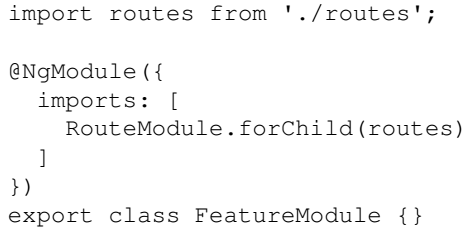 import routes from './routes';
@NgModule({
  imports: [
    RouteModule.forChild(routes)
  ]
})
export class FeatureModule {}